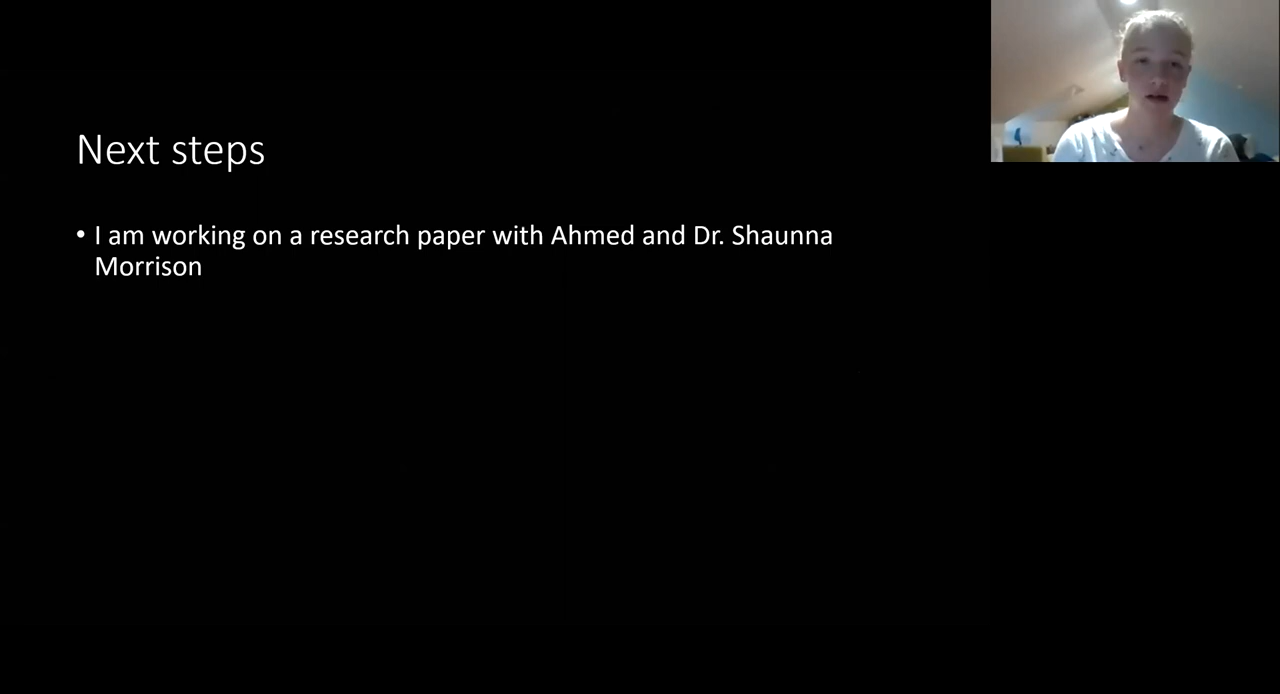 Next steps
• I am working on a research paper with Ahmed and Dr. Shaunna
Morrison